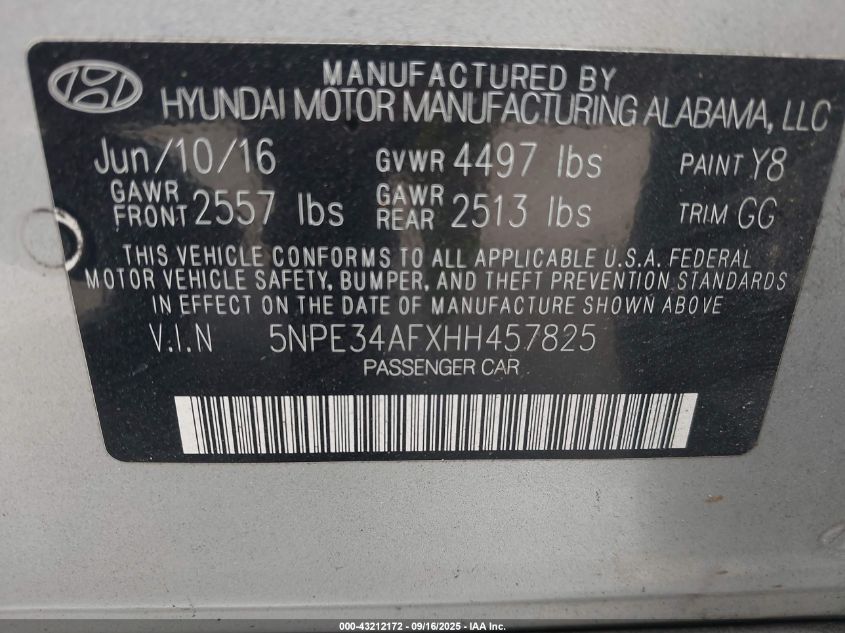 MANUFACTURED BY
HYUNDAI MOTOR MANUFACTURING ALABAMA, LLC
Jun/10/16 GVWR 4497 lbs PAINT Y8
GAWR FRONT 2557 lbs GAWR REAR 2513 lbs TRIM GG
THIS VEHICLE CONFORMS TO ALL APPLICABLE U.S.A. FEDERAL
MOTOR VEHICLE SAFETY, BUMPER, AND THEFT PREVENTION STANDARDS
IN EFFECT ON THE DATE OF MANUFACTURE SHOWN ABOVE
V.I.N 5NPE34AFXHH457825
PASSENGER CAR
000-43212172 - 09/16/2025 - IAA Inc.